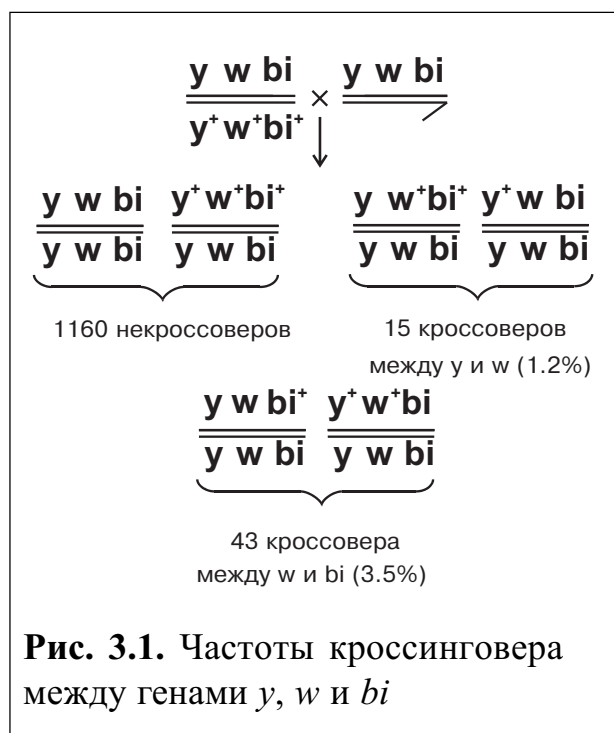 y w bi × y w bi
y⁺w⁺bi⁺
y w bi y⁺w⁺bi⁺ y w⁺bi⁺ y⁺w bi
y w bi y w bi y w bi y w bi
1160 некроссоверов 15 кроссоверов
между y и w (1.2%)
y w bi⁺ y⁺w⁺bi
y w bi y w bi
43 кроссовера
между w и bi (3.5%)
Рис. 3.1. Частоты кроссинговера
между генами y, w и bi